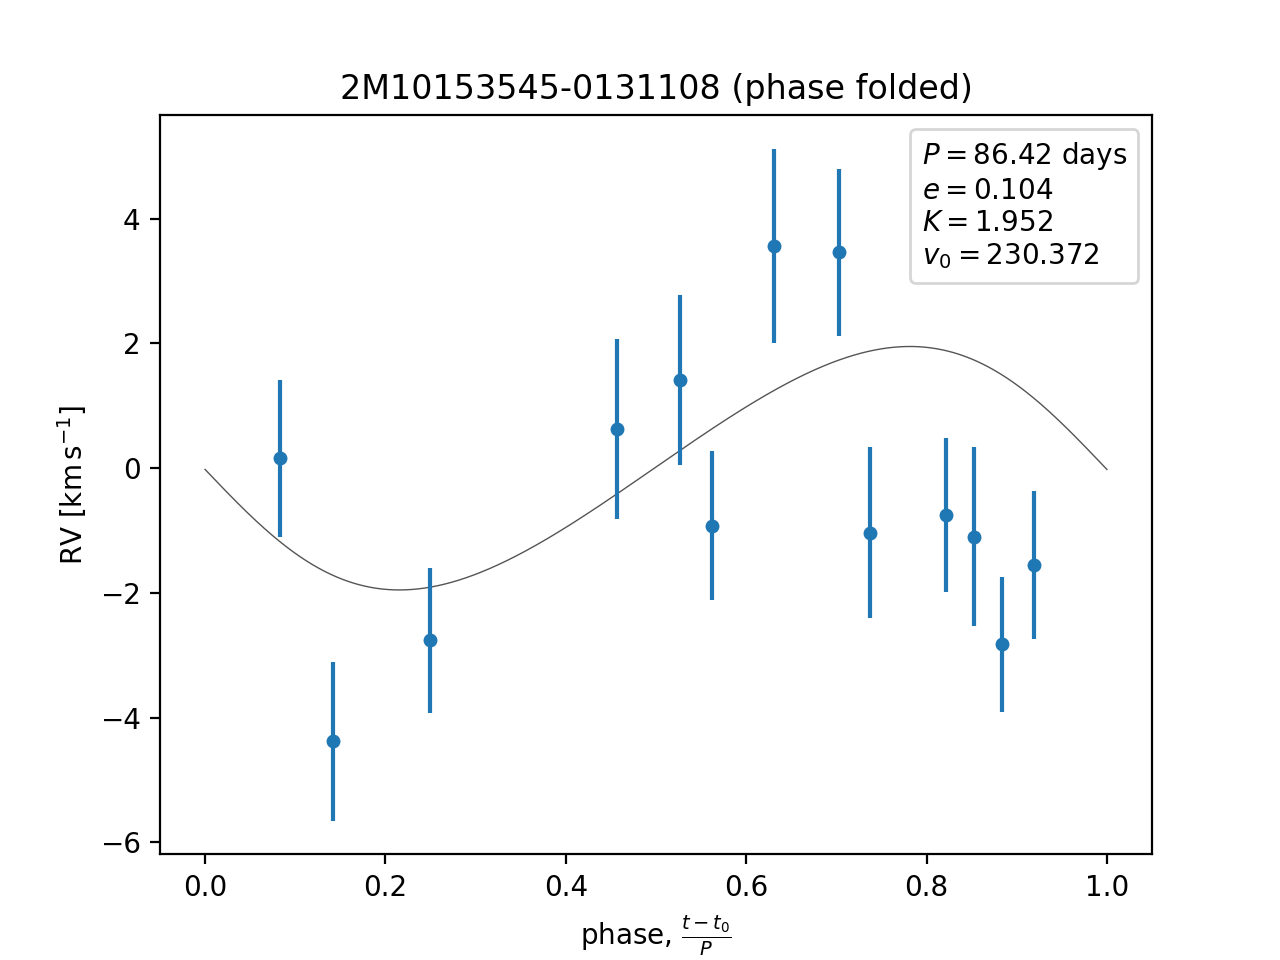 2M10153545-0131108 (phase folded)
P = 86.42 days
e = 0.104
K = 1.952
v₀ = 230.372
RV [km s⁻¹]
4
2
0
−2
−4
−6
0.0 0.2 0.4 0.6 0.8 1.0
phase, (t − t₀)/P